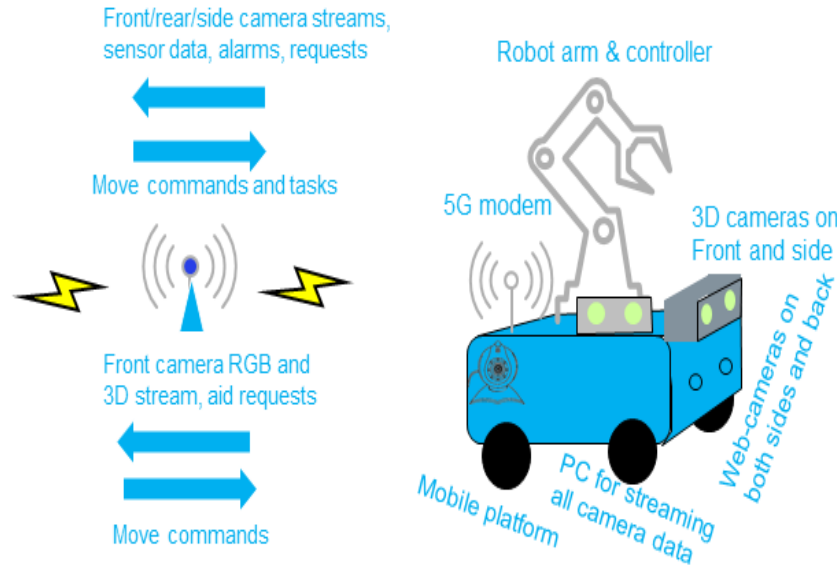 Front/rear/side camera streams,
sensor data, alarms, requests
Move commands and tasks
Front camera RGB and
3D stream, aid requests
Move commands
Robot arm & controller
5G modem
3D cameras on
Front and side
Web-cameras on
both sides and back
Mobile platform
PC for streaming
all camera data